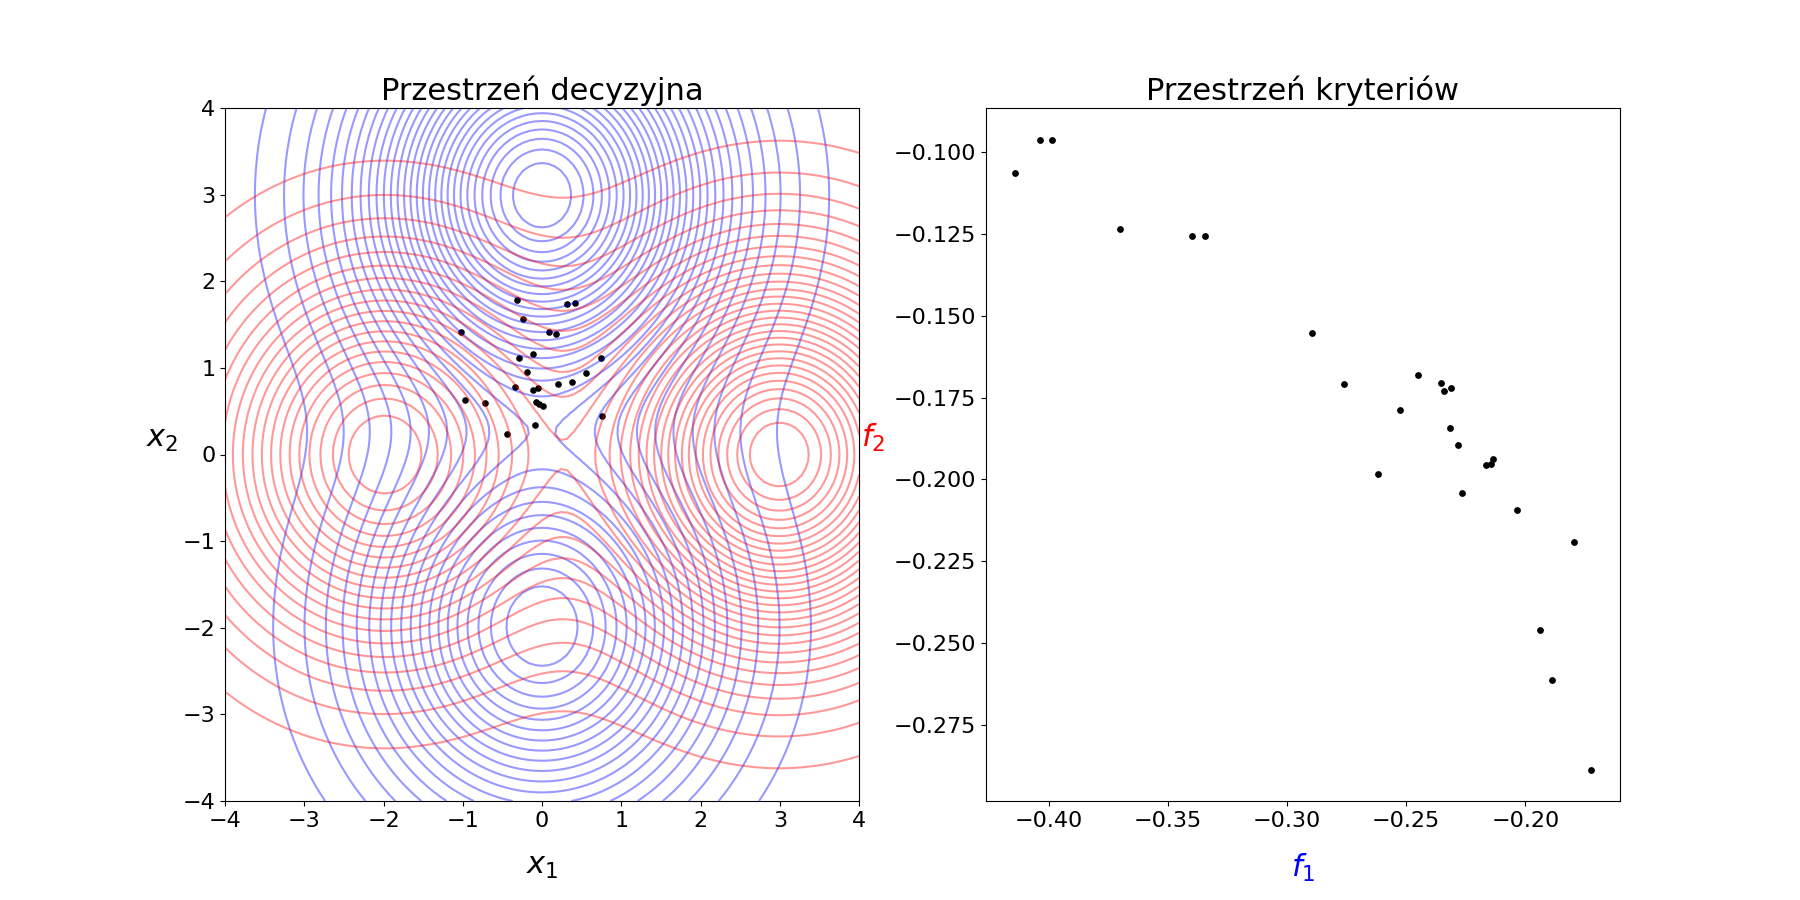 Przestrzeń decyzyjna
4
3
2
1
0
−1
−2
−3
−4
x₂
−4 −3 −2 −1 0 1 2 3 4
x₁
Przestrzeń kryteriów
−0.100
−0.125
−0.150
−0.175
−0.200
−0.225
−0.250
−0.275
f₂
−0.40 −0.35 −0.30 −0.25 −0.20
f₁